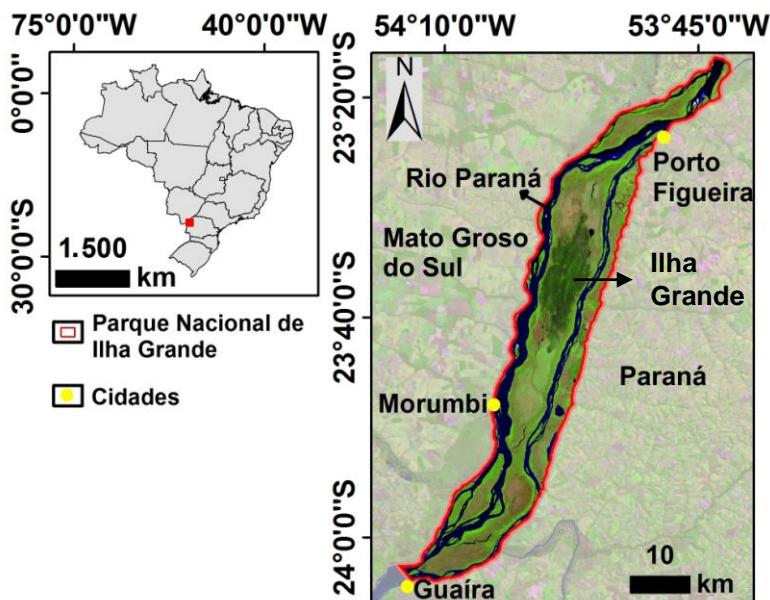 75°0'0"W
40°0'0"W
0°0'0"
30°0'0"S
1.500
km
Parque Nacional de
Ilha Grande
Cidades
54°10'0"W
53°45'0"W
23°20'0"S
23°40'0"S
24°0'0"S
N
Porto
Figueira
Rio Paraná
Mato Groso
do Sul
Ilha
Grande
Paraná
Morumbi
Guaíra
10
km